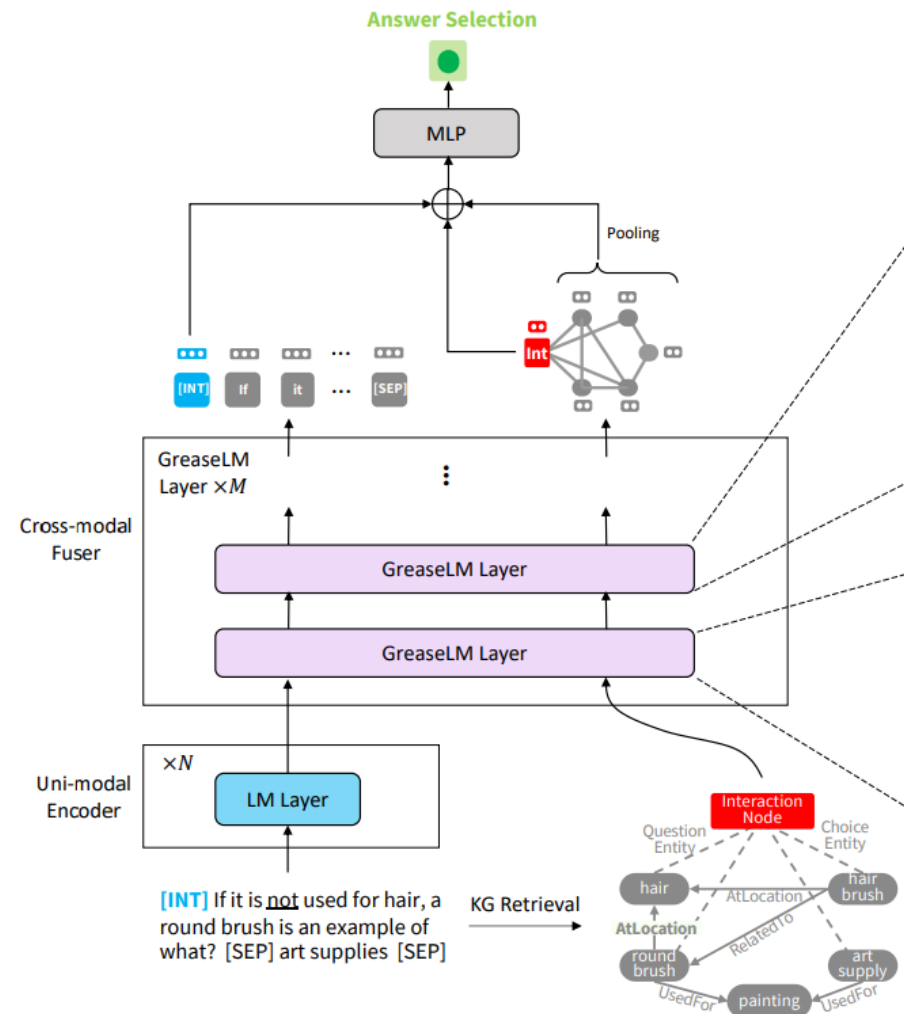 Answer Selection
MLP
Pooling
Int
[INT] If it ... [SEP]
GreaseLM
Layer ×M
⋮
Cross-modal
Fuser
GreaseLM Layer
GreaseLM Layer
×N
Uni-modal
Encoder
LM Layer
Interaction
Node
Question
Entity
Choice
Entity
hair
hair
brush
AtLocation
AtLocation
RelatedTo
round
brush
art
supply
UsedFor
painting
UsedFor
[INT] If it is not used for hair, a
round brush is an example of
what? [SEP] art supplies [SEP]
KG Retrieval